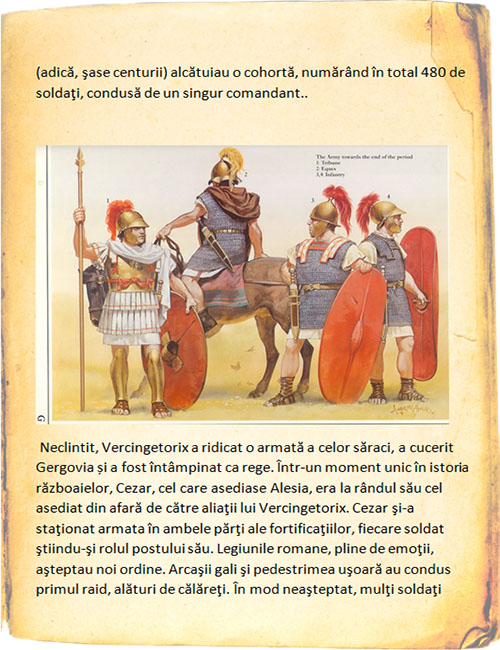 (adică, şase centurii) alcătuiau o cohortă, numărând în total 480 de
soldaţi, condusă de un singur comandant..
The Army towards the end of the period
1: Tribune
2: Eques
3,4: Infantry
1
2
3
4
G
Neclintit, Vercingetorix a ridicat o armată a celor săraci, a cucerit
Gergovia și a fost întâmpinat ca rege. Într-un moment unic în istoria
războaielor, Cezar, cel care asediase Alesia, era la rândul său cel
asediat din afară de către aliaţii lui Vercingetorix. Cezar şi-a
staţionat armata în ambele părţi ale fortificaţiilor, fiecare soldat
ştiindu-şi rolul postului său. Legiunile romane, pline de emoţii,
aşteptau noi ordine. Arcaşii gali şi pedestrimea uşoară au condus
primul raid, alături de călăreţi. În mod neaşteptat, mulţi soldaţi